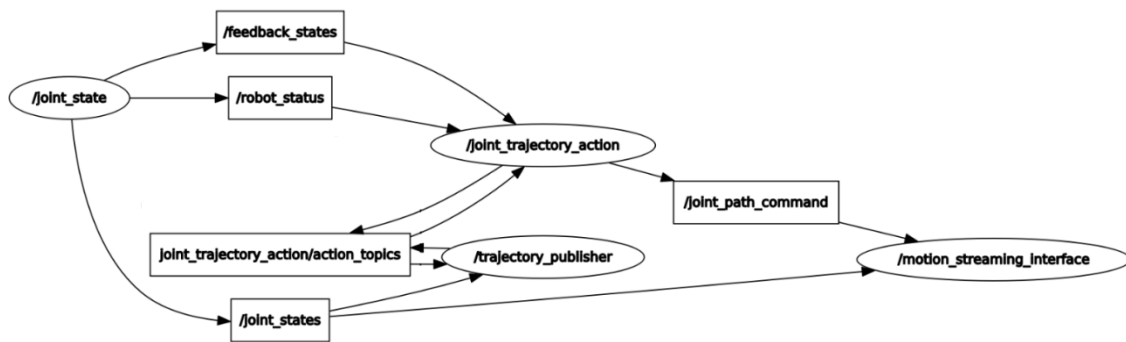 /feedback_states
/joint_state
/robot_status
/joint_trajectory_action
/joint_path_command
joint_trajectory_action/action_topics
/trajectory_publisher
/motion_streaming_interface
/joint_states